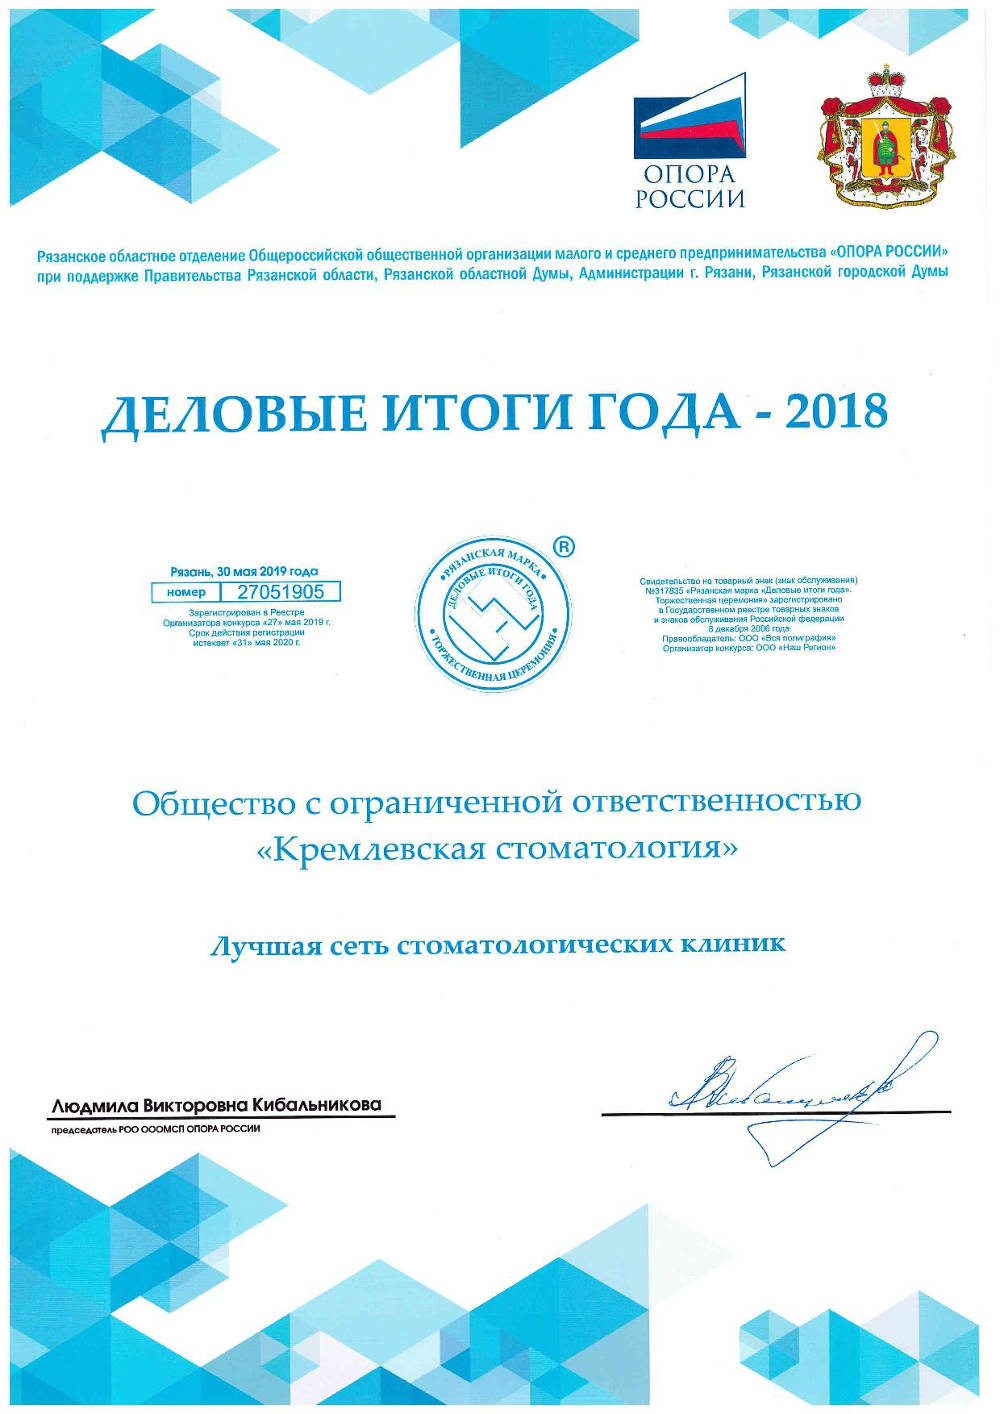 ОПОРА
РОССИИ
Рязанское областное отделение Общероссийской общественной организации малого и среднего предпринимательства «ОПОРА РОССИИ»
при поддержке Правительства Рязанской области, Рязанской областной Думы, Администрации г. Рязани, Рязанской городской Думы
ДЕЛОВЫЕ ИТОГИ ГОДА - 2018
Рязань, 30 мая 2019 года
номер 27051905
Зарегистрирован в Реестре
Организатора конкурса «27» мая 2019 г.
Срок действия регистрации
истекает «31» мая 2020 г.
•РЯЗАНСКАЯ МАРКА•
ДЕЛОВЫЕ ИТОГИ ГОДА
• ТОРЖЕСТВЕННАЯ ЦЕРЕМОНИЯ •
®
Свидетельство на товарный знак (знак обслуживания)
№317835 «Рязанская марка «Деловые итоги года».
Торжественная церемония» зарегистрировано
в Государственном реестре товарных знаков
и знаков обслуживания Российской федерации
8 декабря 2006 года
Правообладатель: ООО «Вся полиграфия»
Организатор конкурса: ООО «Наш Регион»
Общество с ограниченной ответственностью
«Кремлевская стоматология»
Лучшая сеть стоматологических клиник
Людмила Викторовна Кибальникова
председатель РОО ОООМСП ОПОРА РОССИИ